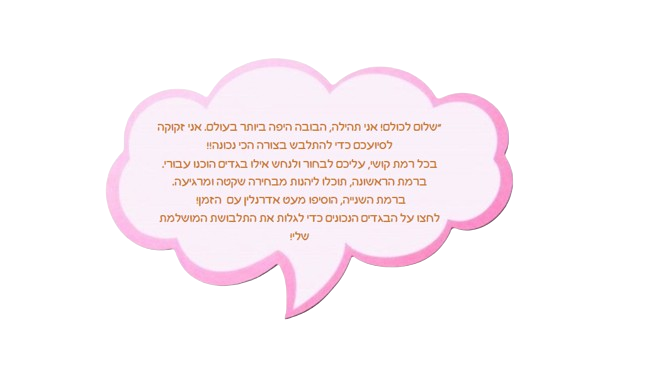 "שלום לכולם! אני תהילה, הבובה היפה ביותר בעולם. אני זקוקה
לסיועכם כדי להתלבש בצורה הכי נכונה!!
בכל רמת קושי, עליכם לבחור ולנחש אילו בגדים הוכנו עבורי.
ברמת הראשונה, תוכלו ליהנות מבחירה שקטה ומרגיעה.
ברמת השנייה, הוסיפו מעט אדרנלין עם הזמן!
לחצו על הבגדים הנכונים כדי לגלות את התלבושת המושלמת
שלי!